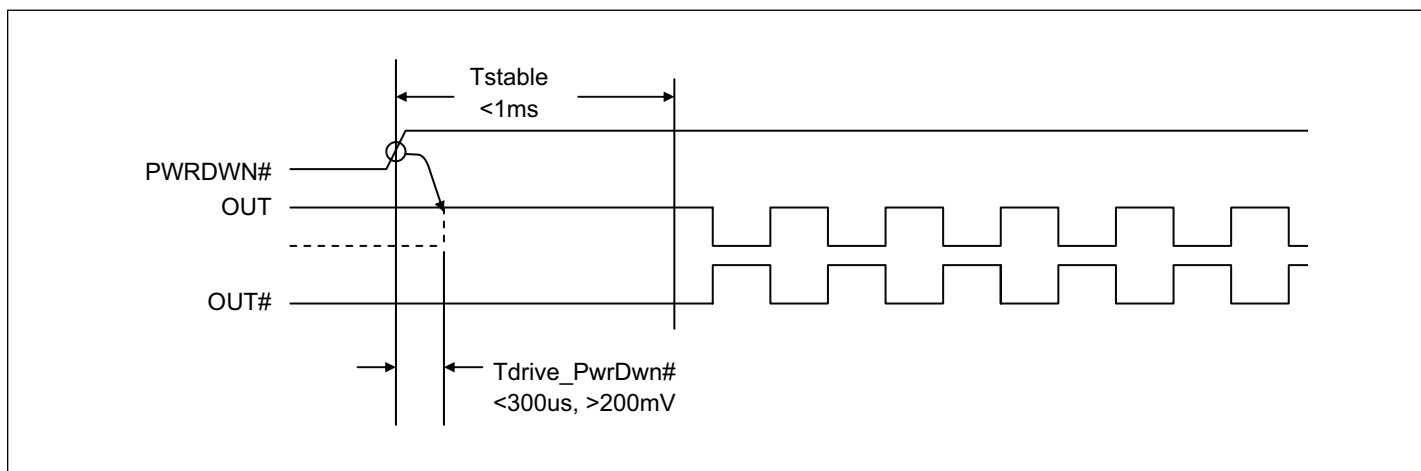 Tstable
<1ms
PWRDWN#
OUT
OUT#
Tdrive_PwrDwn#
<300us, >200mV